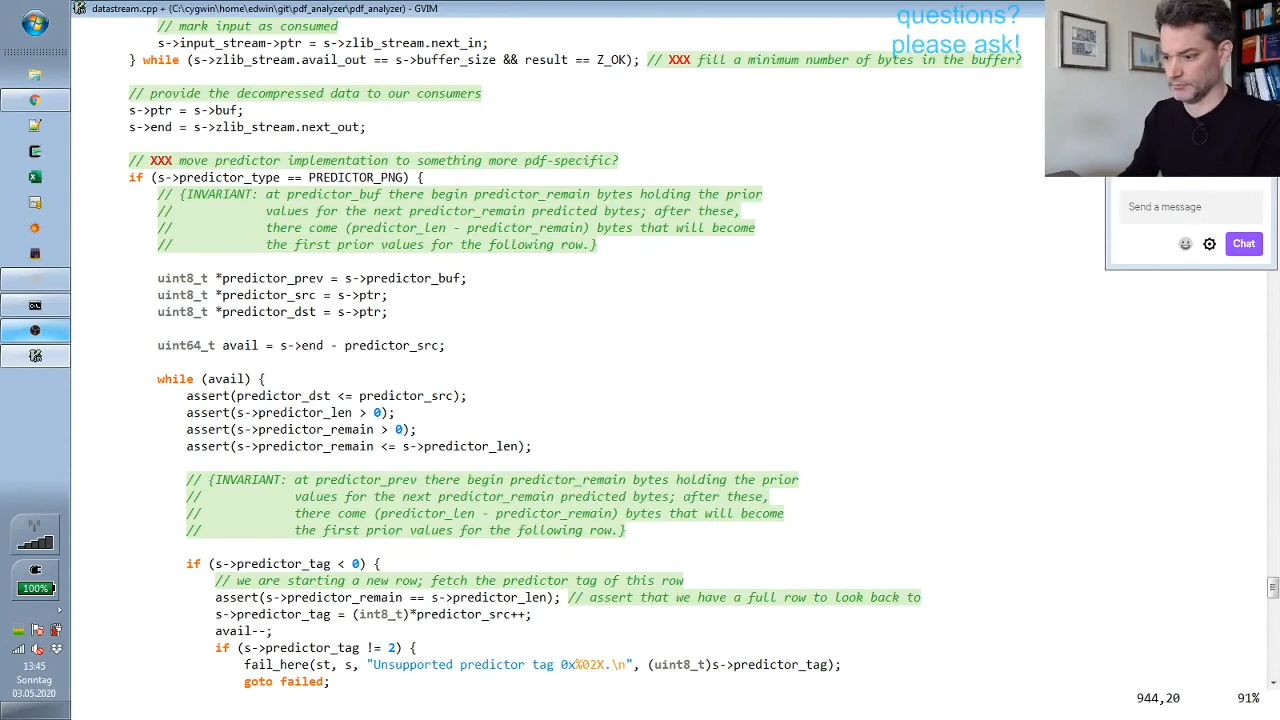 datastream.cpp + (C:\cygwin\home\edwin\git\pdf_analyzer\pdf_analyzer) - GVIM
questions?
please ask!
// mark input as consumed
s->input_stream->ptr = s->zlib_stream.next_in;
} while (s->zlib_stream.avail_out == s->buffer_size && result == Z_OK); // XXX fill a minimum number of bytes in the buffer?
// provide the decompressed data to our consumers
s->ptr = s->buf;
s->end = s->zlib_stream.next_out;
// XXX move predictor implementation to something more pdf-specific?
if (s->predictor_type == PREDICTOR_PNG) {
// {INVARIANT: at predictor_buf there begin predictor_remain bytes holding the prior
// values for the next predictor_remain predicted bytes; after these,
// there come (predictor_len - predictor_remain) bytes that will become
// the first prior values for the following row.}
uint8_t *predictor_prev = s->predictor_buf;
uint8_t *predictor_src = s->ptr;
uint8_t *predictor_dst = s->ptr;
uint64_t avail = s->end - predictor_src;
while (avail) {
assert(predictor_dst <= predictor_src);
assert(s->predictor_len > 0);
assert(s->predictor_remain > 0);
assert(s->predictor_remain <= s->predictor_len);
// {INVARIANT: at predictor_prev there begin predictor_remain bytes holding the prior
// values for the next predictor_remain predicted bytes; after these,
// there come (predictor_len - predictor_remain) bytes that will become
// the first prior values for the following row.}
if (s->predictor_tag < 0) {
// we are starting a new row; fetch the predictor tag of this row
assert(s->predictor_remain == s->predictor_len); // assert that we have a full row to look back to
s->predictor_tag = (int8_t)*predictor_src++;
avail--;
if (s->predictor_tag != 2) {
fail_here(st, s, "Unsupported predictor tag 0x%02X.\n", (uint8_t)s->predictor_tag);
goto failed;
944,20 91%
Send a message
Chat
100%
13:45
Sonntag
03.05.2020